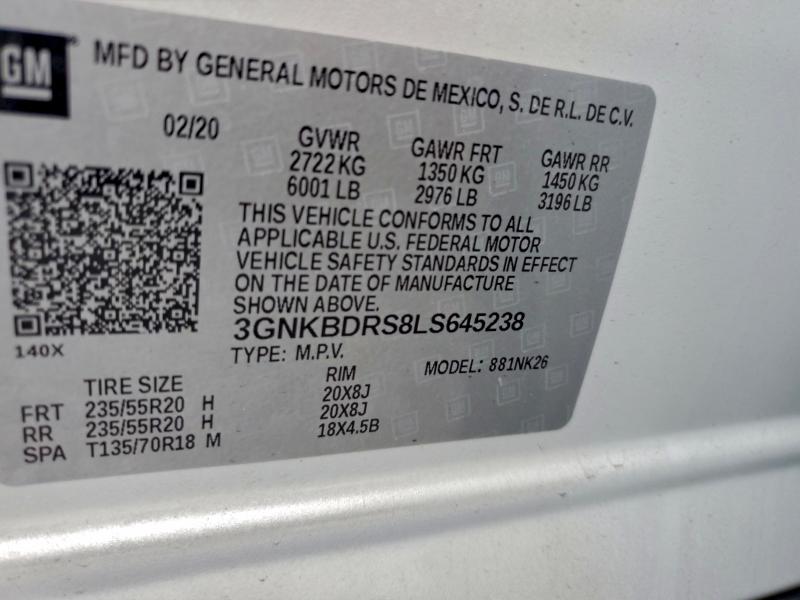 GM
MFD BY GENERAL MOTORS DE MEXICO, S. DE R.L. DE C.V.
02/20 GVWR GAWR FRT GAWR RR
2722 KG 1350 KG 1450 KG
6001 LB 2976 LB 3196 LB
THIS VEHICLE CONFORMS TO ALL
APPLICABLE U.S. FEDERAL MOTOR
VEHICLE SAFETY STANDARDS IN EFFECT
ON THE DATE OF MANUFACTURE
SHOWN ABOVE.
3GNKBDRS8LS645238
140X
TYPE: M.P.V. MODEL: 881NK26
TIRE SIZE RIM
FRT 235/55R20 H 20X8J
RR 235/55R20 H 20X8J
SPA T135/70R18 M 18X4.5B